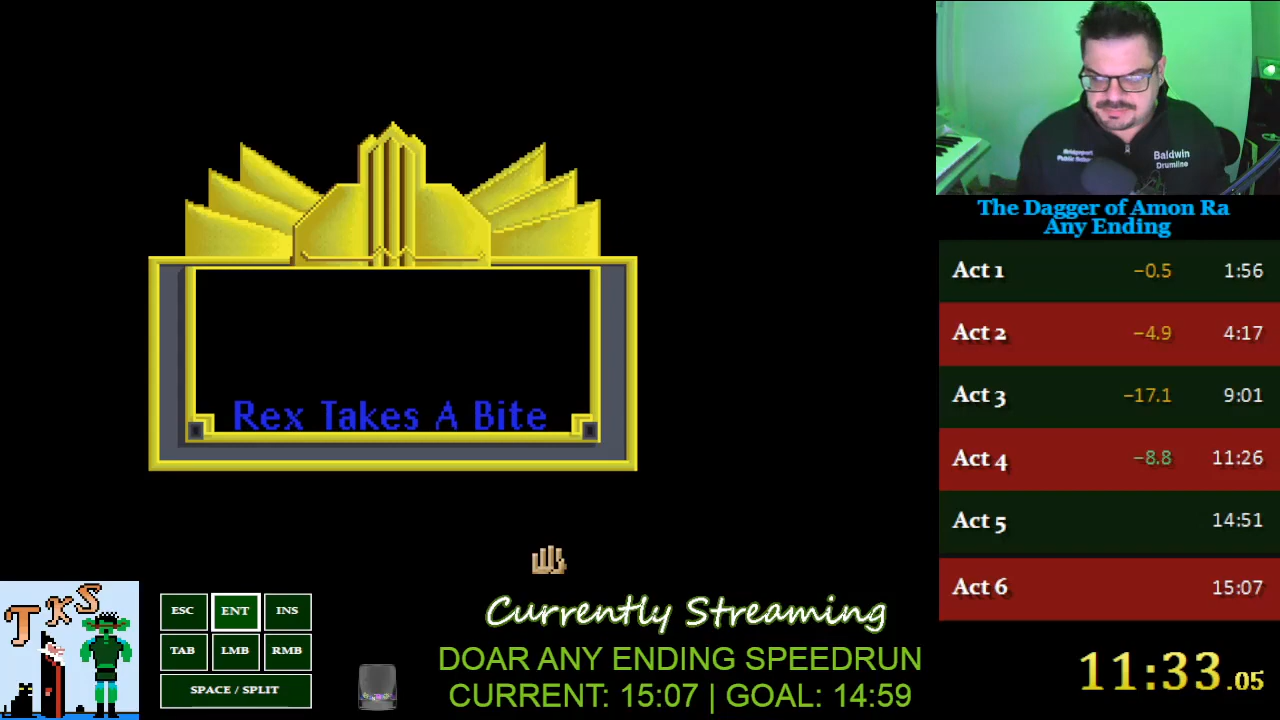 Rex Takes A Bite
Bridgeport
Baldwin
Drumline
The Dagger of Amon Ra
Any Ending
Act 1 −0.5 1:56
Act 2 −4.9 4:17
Act 3 −17.1 9:01
Act 4 −8.8 11:26
Act 5 14:51
Act 6 15:07
11:33.05
TKS
ESC ENT INS
TAB LMB RMB
SPACE / SPLIT
Currently Streaming
DOAR ANY ENDING SPEEDRUN
CURRENT: 15:07 | GOAL: 14:59